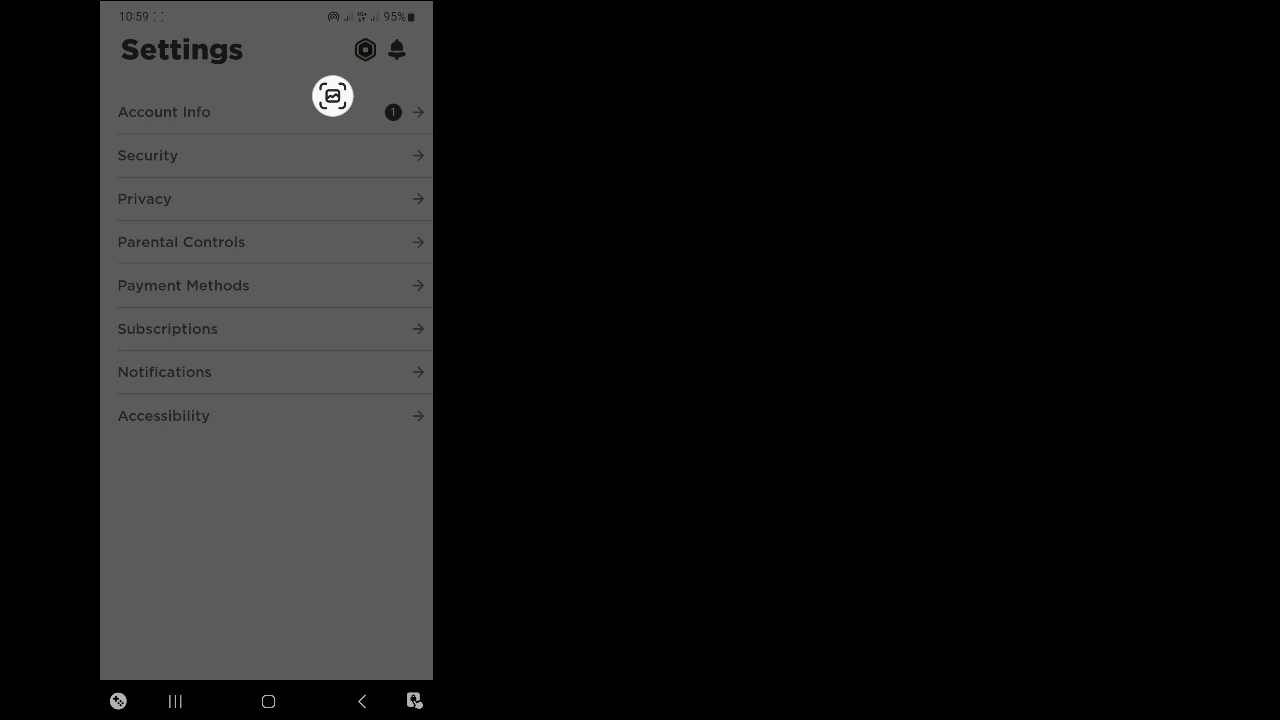 10:59
95%
Settings
Account Info
1
Security
Privacy
Parental Controls
Payment Methods
Subscriptions
Notifications
Accessibility